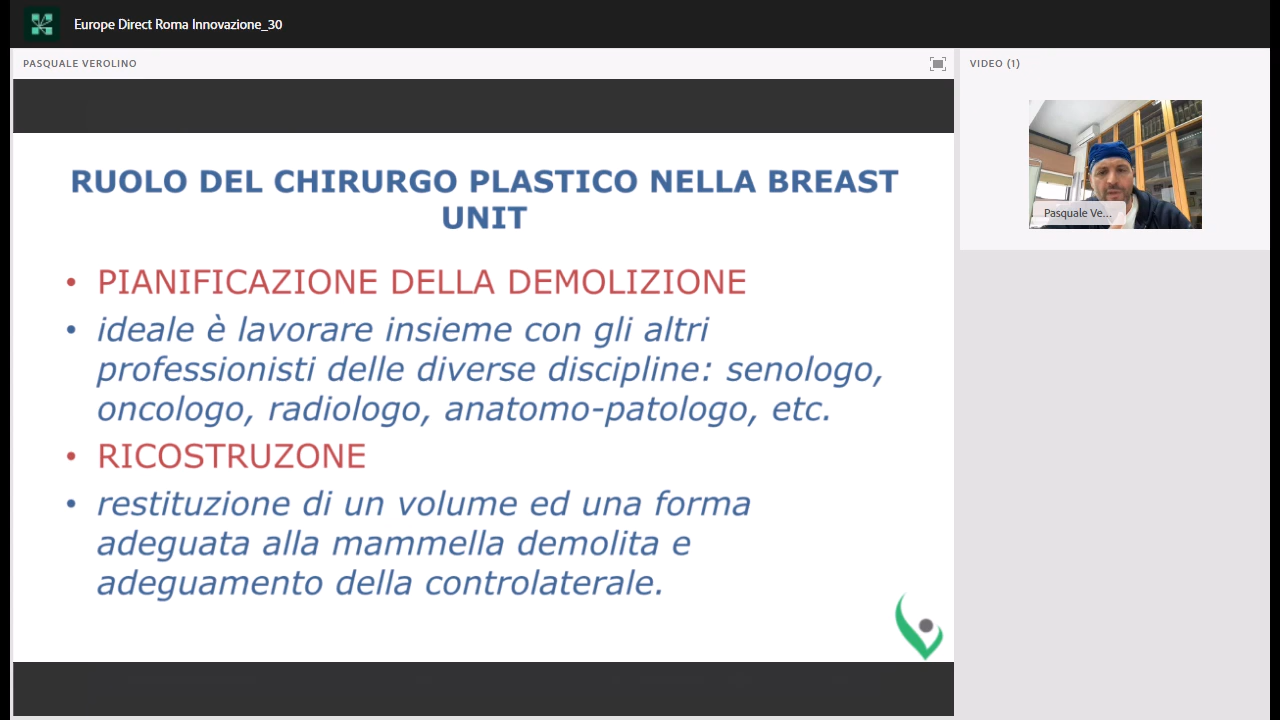 Europe Direct Roma Innovazione_30
PASQUALE VEROLINO
VIDEO (1)
Pasquale Ve...
RUOLO DEL CHIRURGO PLASTICO NELLA BREAST
UNIT
• PIANIFICAZIONE DELLA DEMOLIZIONE
• ideale è lavorare insieme con gli altri
professionisti delle diverse discipline: senologo,
oncologo, radiologo, anatomo-patologo, etc.
• RICOSTRUZONE
• restituzione di un volume ed una forma
adeguata alla mammella demolita e
adeguamento della controlaterale.